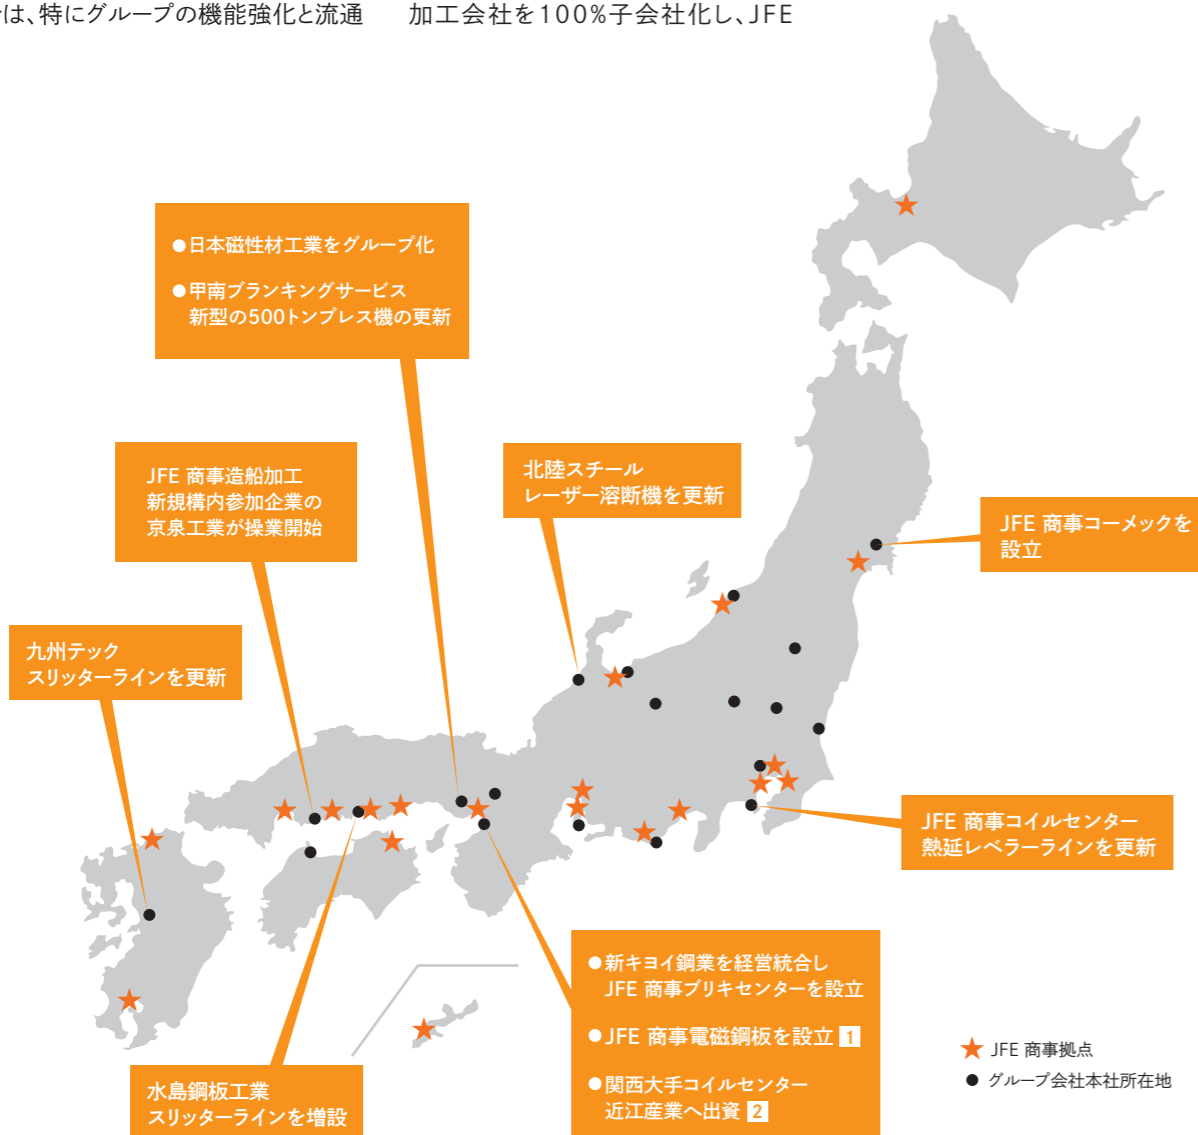 は、特にグループの機能強化と流通
加工会社を100%子会社化し、JFE
●日本磁性材工業をグループ化
●甲南ブランキングサービス
新型の500トンプレス機の更新
JFE 商事造船加工
新規構内参加企業の
京泉工業が操業開始
北陸スチール
レーザー溶断機を更新
JFE 商事コーメックを
設立
九州テック
スリッターラインを更新
JFE 商事コイルセンター
熱延レベラーラインを更新
●新キヨイ鋼業を経営統合し
JFE 商事ブリキセンターを設立
●JFE 商事電磁鋼板を設立 1
●関西大手コイルセンター
近江産業へ出資 2
水島鋼板工業
スリッターラインを増設
★ JFE 商事拠点
● グループ会社本社所在地